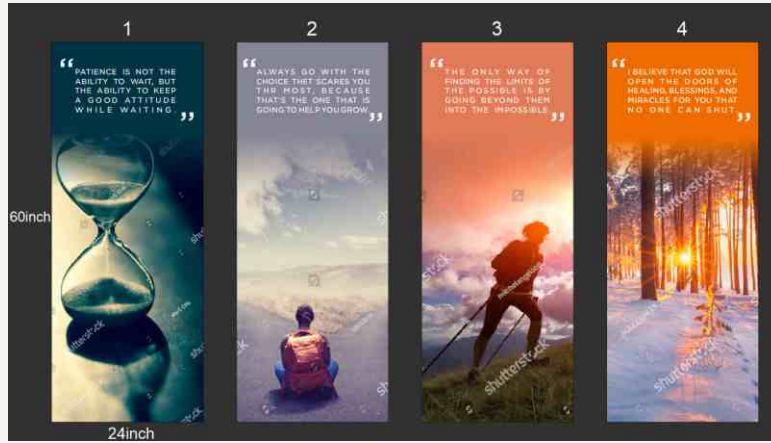 1
“
PATIENCE IS NOT THE
ABILITY TO WAIT, BUT
THE ABILITY TO KEEP
A GOOD ATTITUDE
WHILE WAITING.
”
2
“
ALWAYS GO WITH THE
CHOICE THET SCARES YOU
THR MOST, BECAUSE
THAT'S THE ONE THAT IS
GOING TO HELP YOU GROW.
”
3
“
THE ONLY WAY OF
FINDING THE LIMITS OF
THE POSSIBLE IS BY
GOING BEYOND THEM
INTO THE IMPOSSIBLE.
”
4
“
I BELIEVE THAT GOD WILL
OPEN THE DOORS OF
HEALING, BLESSINGS, AND
MIRACLES FOR YOU THAT
NO ONE CAN SHUT.
”
60inch
24inch
shutterstock
shutterstock
shutterstock
shutterstock